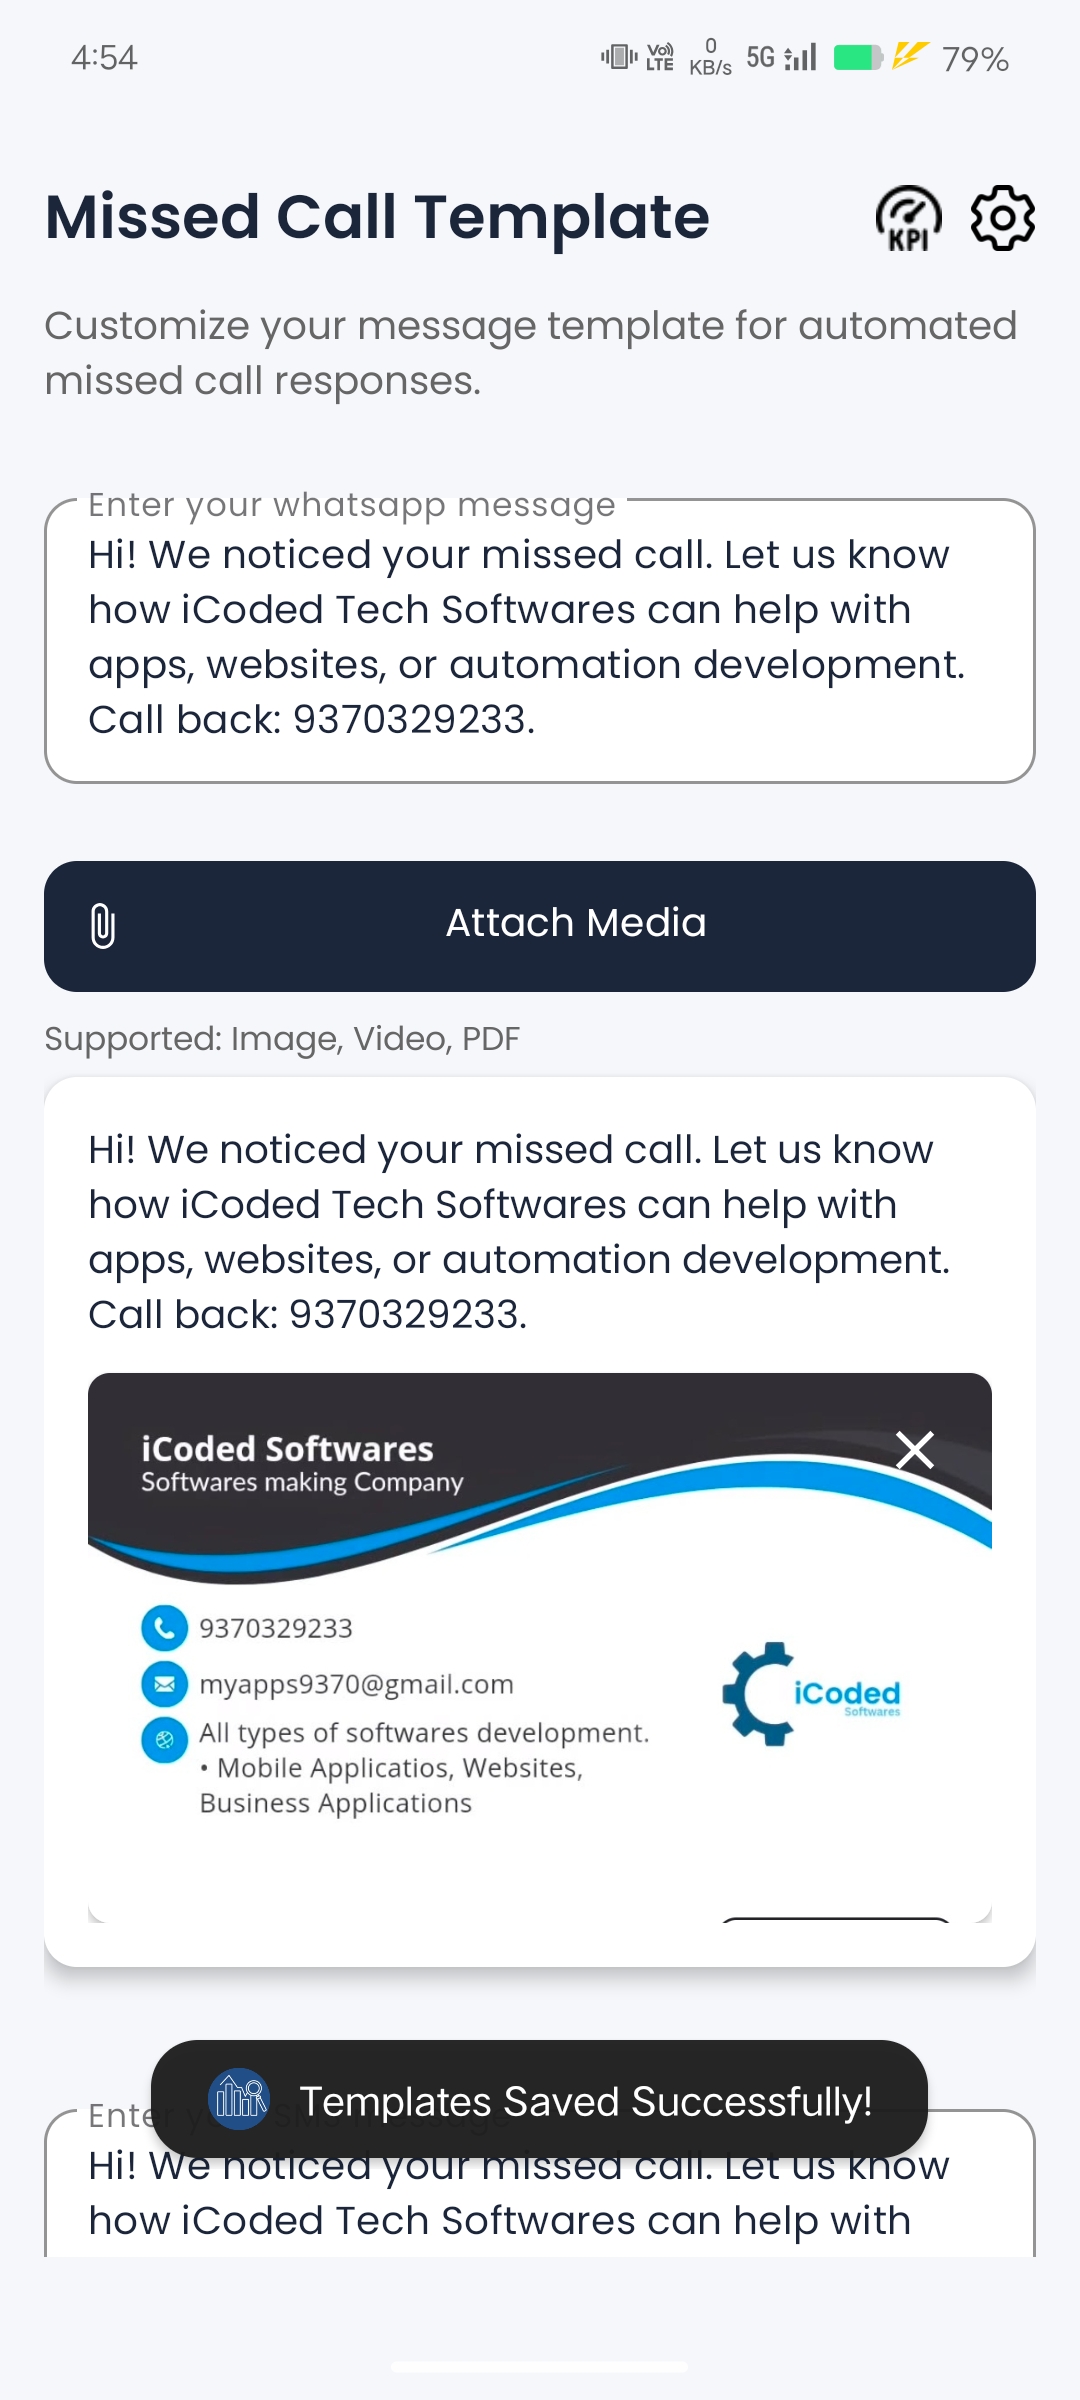 4:54
Vo))
LTE
0
KB/s
5G
79%
Missed Call Template
KPI
Customize your message template for automated
missed call responses.
Enter your whatsapp message
Hi! We noticed your missed call. Let us know
how iCoded Tech Softwares can help with
apps, websites, or automation development.
Call back: 9370329233.
Attach Media
Supported: Image, Video, PDF
Hi! We noticed your missed call. Let us know
how iCoded Tech Softwares can help with
apps, websites, or automation development.
Call back: 9370329233.
iCoded Softwares
Softwares making Company
9370329233
myapps9370@gmail.com
All types of softwares development.
• Mobile Applicatios, Websites,
Business Applications
iCoded
Softwares
Templates Saved Successfully!
Enter your SMS message
Hi! We noticed your missed call. Let us know
how iCoded Tech Softwares can help with